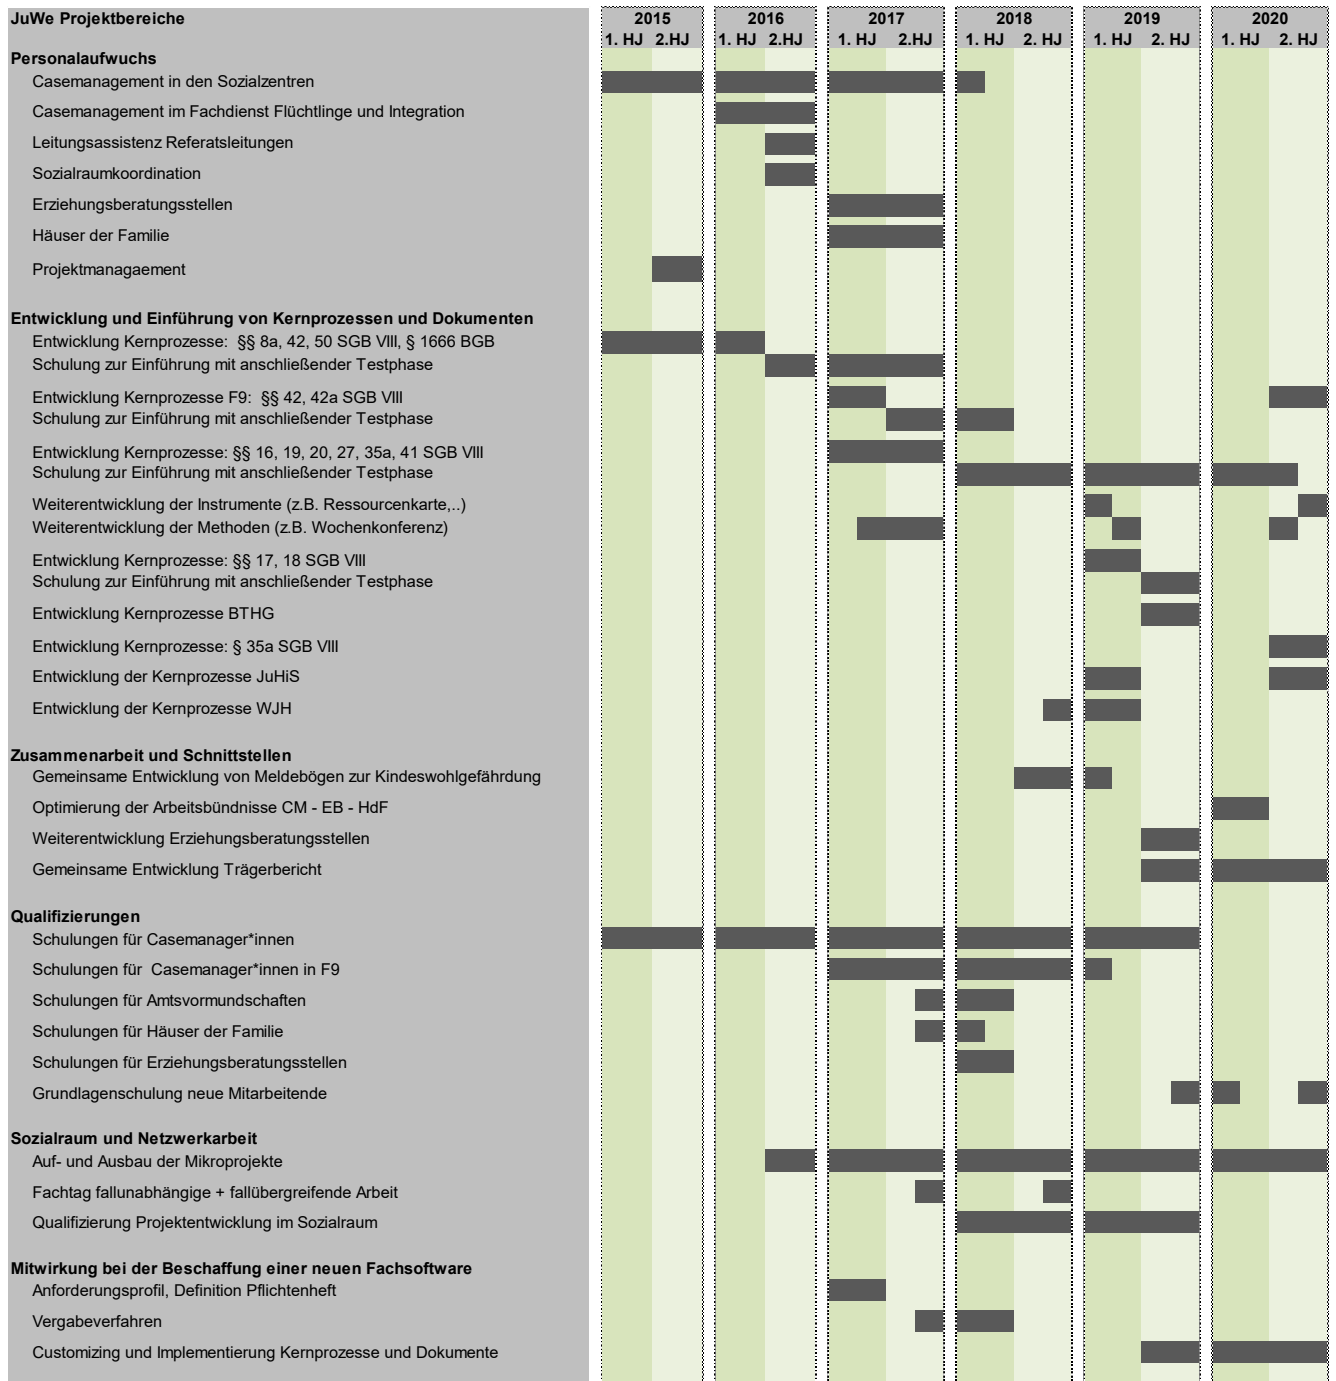 JuWe Projektbereiche 2015 2016 2017 2018 2019 2020
1. HJ 2.HJ 1. HJ 2.HJ 1. HJ 2.HJ 1. HJ 2. HJ 1. HJ 2. HJ 1. HJ 2. HJ
Personalaufwuchs
Casemanagement in den Sozialzentren
Casemanagement im Fachdienst Flüchtlinge und Integration
Leitungsassistenz Referatsleitungen
Sozialraumkoordination
Erziehungsberatungsstellen
Häuser der Familie
Projektmanagaement
Entwicklung und Einführung von Kernprozessen und Dokumenten
Entwicklung Kernprozesse: §§ 8a, 42, 50 SGB VIII, § 1666 BGB
Schulung zur Einführung mit anschließender Testphase
Entwicklung Kernprozesse F9: §§ 42, 42a SGB VIII
Schulung zur Einführung mit anschließender Testphase
Entwicklung Kernprozesse: §§ 16, 19, 20, 27, 35a, 41 SGB VIII
Schulung zur Einführung mit anschließender Testphase
Weiterentwicklung der Instrumente (z.B. Ressourcenkarte,..)
Weiterentwicklung der Methoden (z.B. Wochenkonferenz)
Entwicklung Kernprozesse: §§ 17, 18 SGB VIII
Schulung zur Einführung mit anschließender Testphase
Entwicklung Kernprozesse BTHG
Entwicklung Kernprozesse: § 35a SGB VIII
Entwicklung der Kernprozesse JuHiS
Entwicklung der Kernprozesse WJH
Zusammenarbeit und Schnittstellen
Gemeinsame Entwicklung von Meldebögen zur Kindeswohlgefährdung
Optimierung der Arbeitsbündnisse CM - EB - HdF
Weiterentwicklung Erziehungsberatungsstellen
Gemeinsame Entwicklung Trägerbericht
Qualifizierungen
Schulungen für Casemanager*innen
Schulungen für Casemanager*innen in F9
Schulungen für Amtsvormundschaften
Schulungen für Häuser der Familie
Schulungen für Erziehungsberatungsstellen
Grundlagenschulung neue Mitarbeitende
Sozialraum und Netzwerkarbeit
Auf- und Ausbau der Mikroprojekte
Fachtag fallunabhängige + fallübergreifende Arbeit
Qualifizierung Projektentwicklung im Sozialraum
Mitwirkung bei der Beschaffung einer neuen Fachsoftware
Anforderungsprofil, Definition Pflichtenheft
Vergabeverfahren
Customizing und Implementierung Kernprozesse und Dokumente